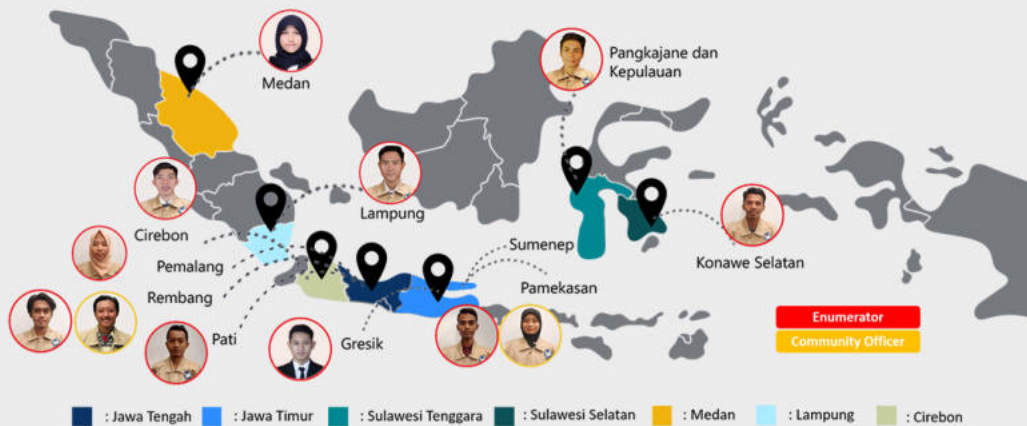 Medan
Pangkajane dan
Kepulauan
Lampung
Cirebon
Pemalang
Rembang
Pati
Gresik
Sumenep
Pamekasan
Konawe Selatan
Enumerator
Community Officer
: Jawa Tengah
: Jawa Timur
: Sulawesi Tenggara
: Sulawesi Selatan
: Medan
: Lampung
: Cirebon